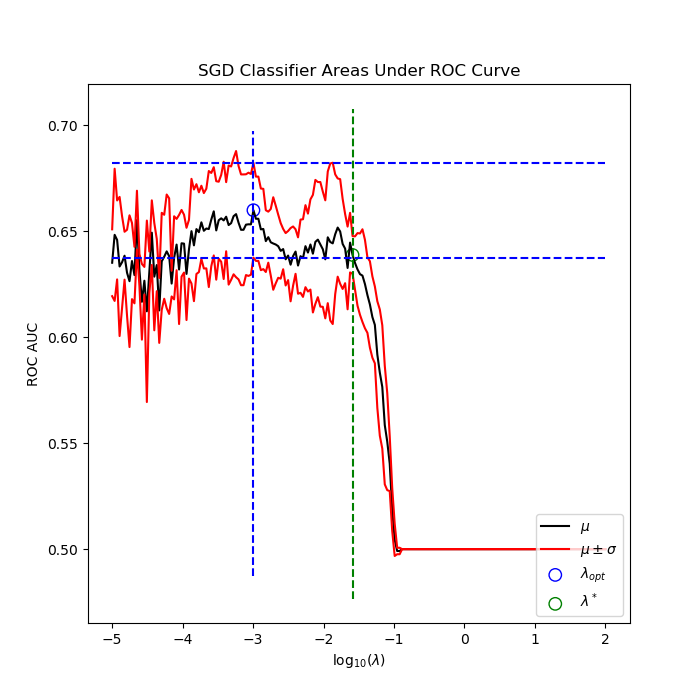 SGD Classifier Areas Under ROC Curve
0.70
0.65
0.60
0.55
0.50
ROC AUC
−5 −4 −3 −2 −1 0 1 2
log₁₀(λ)
μ
μ ± σ
λ_opt
λ*